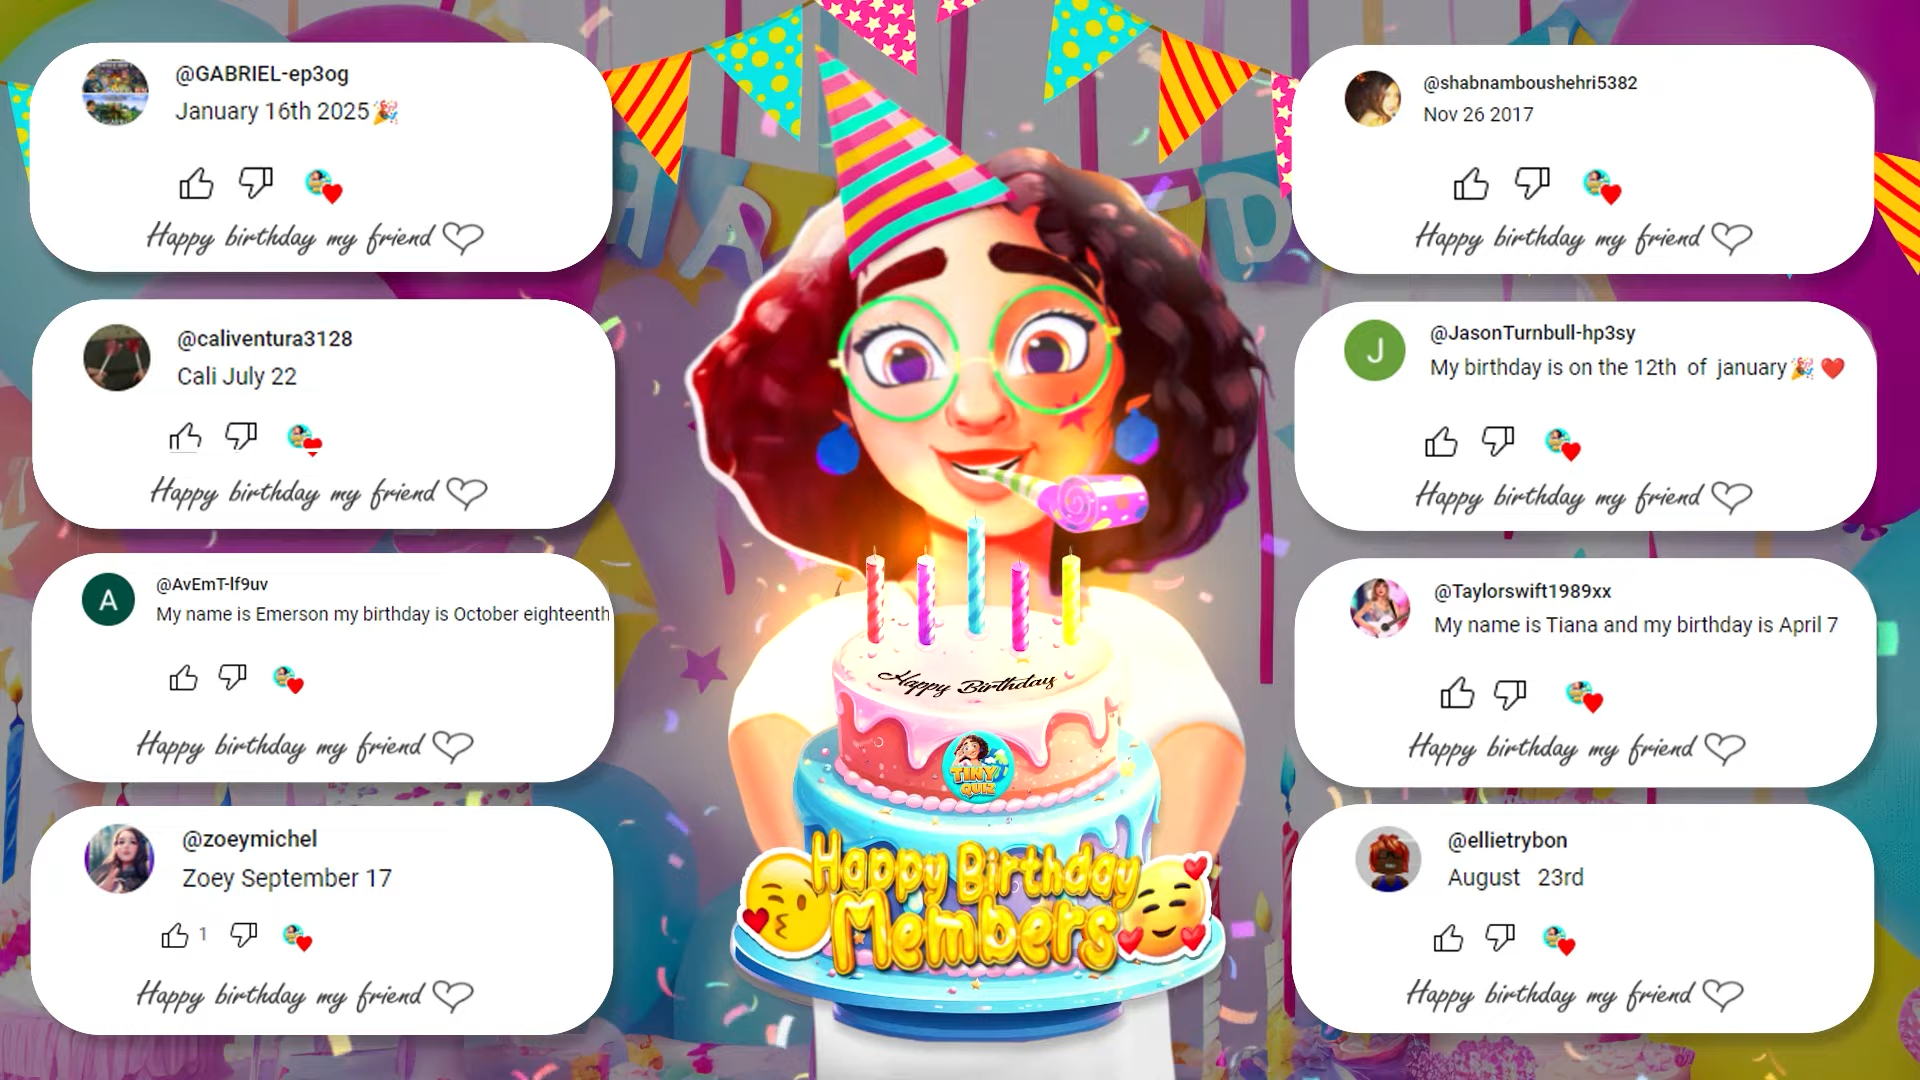 @GABRIEL-ep3og
January 16th 2025🎉
Happy birthday my friend
@caliventura3128
Cali July 22
Happy birthday my friend
@AvEmT-lf9uv
My name is Emerson my birthday is October eighteenth
Happy birthday my friend
@zoeymichel
Zoey September 17
1
Happy birthday my friend
HA
D
Happy Birthday
TINY
QUIZ
Happy Birthday
Members
@shabnamboushehri5382
Nov 26 2017
Happy birthday my friend
J
@JasonTurnbull-hp3sy
My birthday is on the 12th of january🎉 ❤️
Happy birthday my friend
@Taylorswift1989xx
My name is Tiana and my birthday is April 7
Happy birthday my friend
@ellietrybon
August 23rd
Happy birthday my friend
A